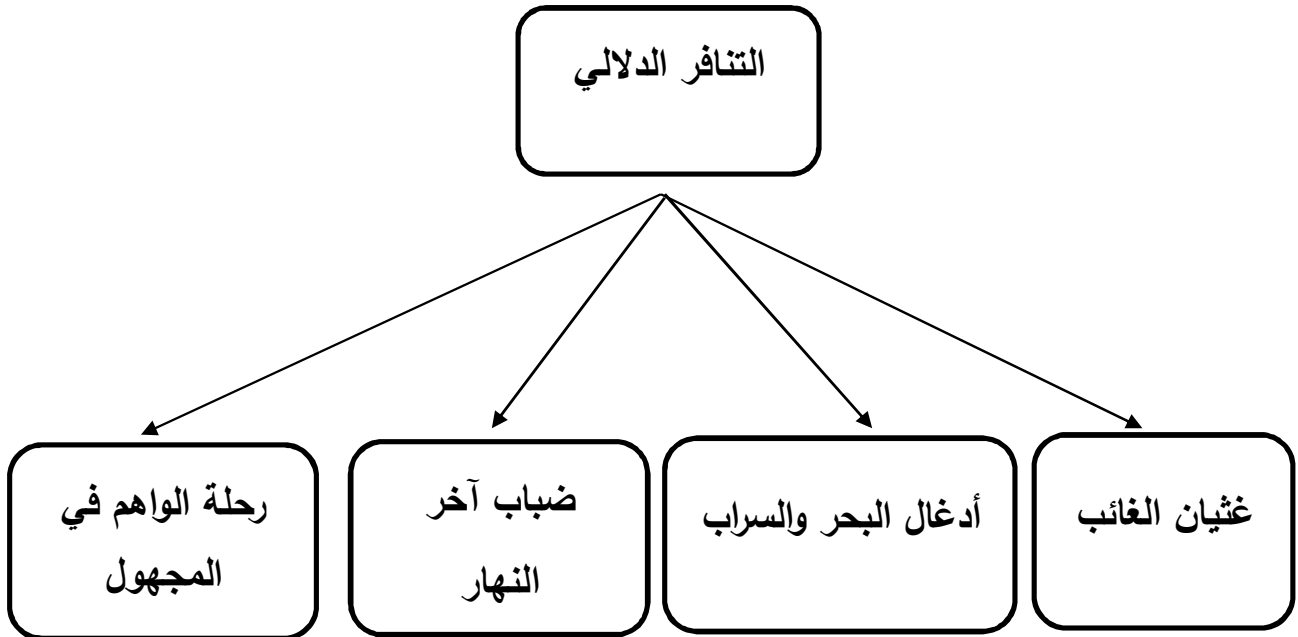 التنافر الدلالي
غثيان الغائب
أدغال البحر والسراب
ضباب آخر
النهار
رحلة الواهم في
المجهول